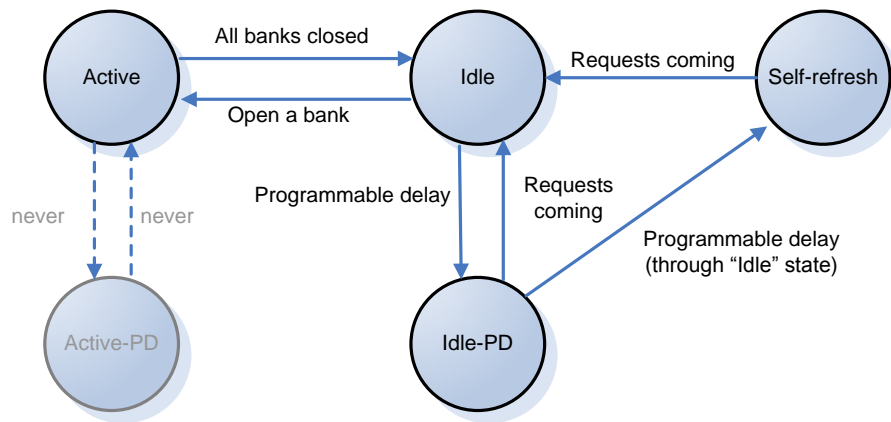 All banks closed
Active
Idle
Requests coming
Self-refresh
Open a bank
Programmable delay
Requests
coming
never
never
Programmable delay
(through “Idle” state)
Active-PD
Idle-PD